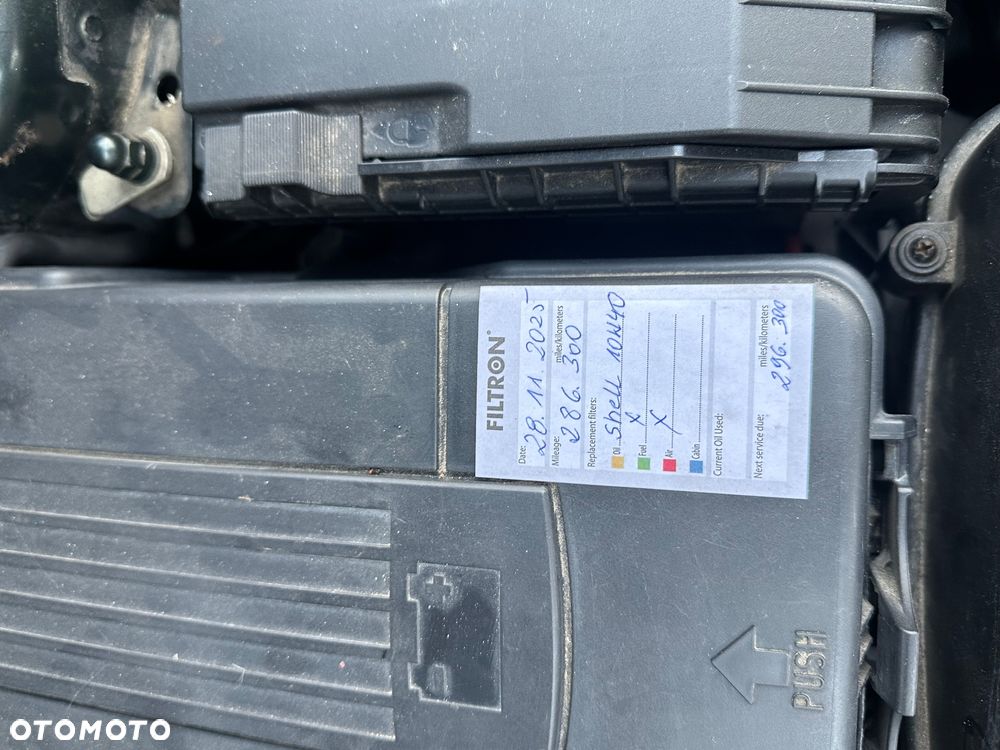 FILTRON®
Date: 28.11.2025
miles/kilometers
Mileage: 286.300
Replacement filters:
Oil Shell 10W40
Fuel X
Air X
Cabin
Current Oil Used:
miles/kilometers
Next service due: 296.300
PUSH
OTOMOTO